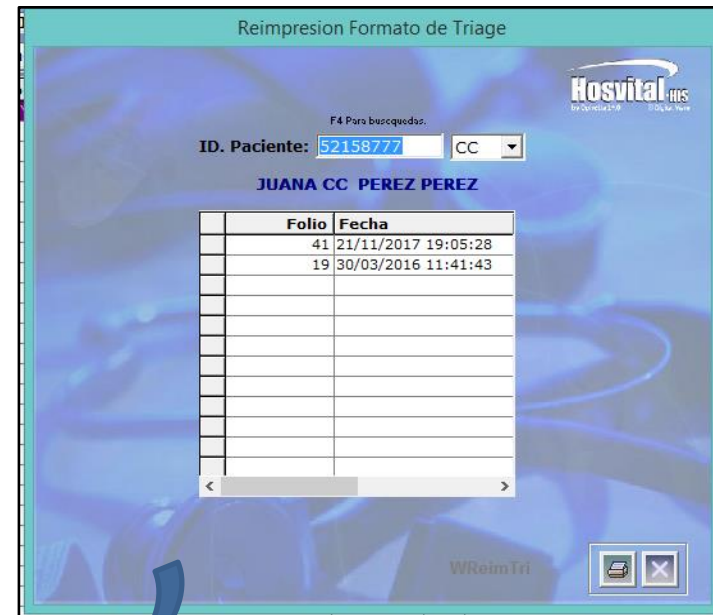 Reimpresion Formato de Triage
Hosvital-HIS
F4 Para buscquedas.
ID. Paciente: 52158777 CC
JUANA CC PEREZ PEREZ
Folio Fecha
41 21/11/2017 19:05:28
19 30/03/2016 11:41:43
WReimTri